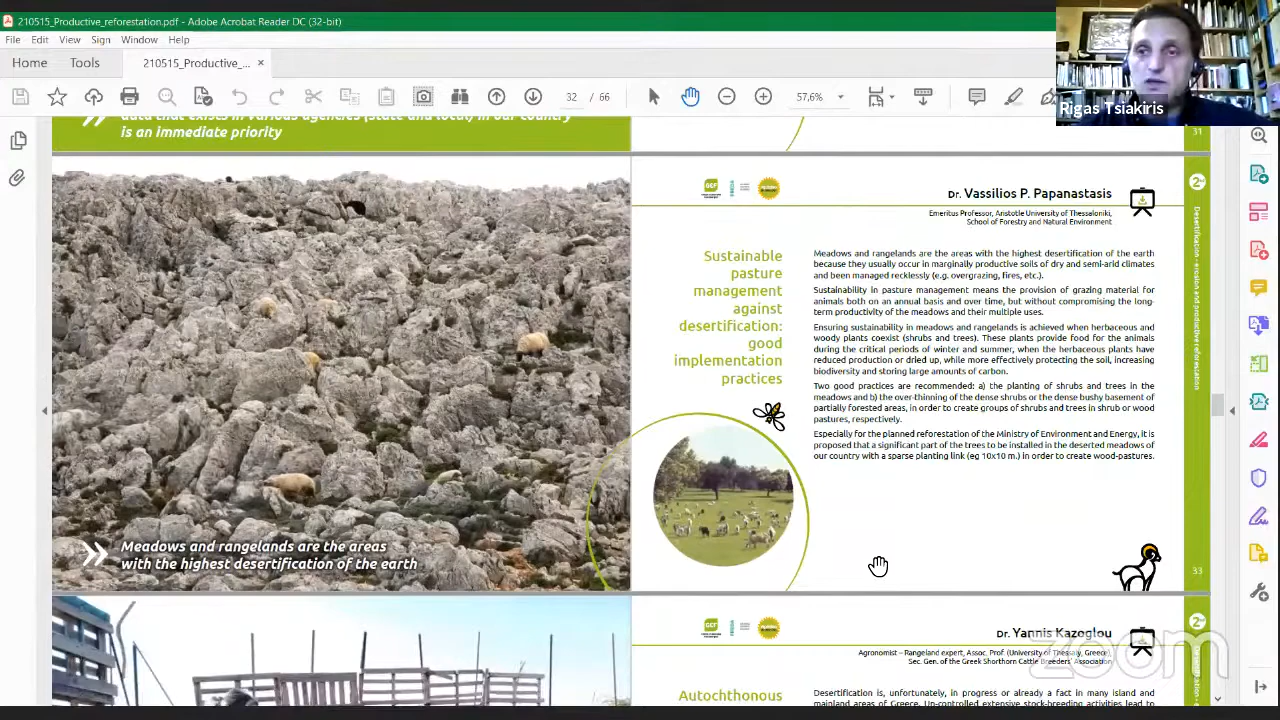 210515_Productive_reforestation.pdf - Adobe Acrobat Reader DC (32-bit)
File Edit View Sign Window Help
Home Tools 210515_Productive_... ×
32 / 66 57.6%
Rigas Tsiakiris
data that exists in various agencies (state and local) in our country
is an immediate priority
31
Meadows and rangelands are the areas
with the highest desertification of the earth
GEF
Dr. Vassilios P. Papanastasis
Emeritus Professor, Aristotle University of Thessaloniki,
School of Forestry and Natural Environment
2nd
Desertification - erosion and productive reforestation
Sustainable
pasture
management
against
desertification:
good
implementation
practices
Meadows and rangelands are the areas with the highest desertification of the earth
because they usually occur in marginally productive soils of dry and semi-arid climates
and been managed recklessly (e.g. overgrazing, fires, etc.).
Sustainability in pasture management means the provision of grazing material for
animals both on an annual basis and over time, but without compromising the long-
term productivity of the meadows and their multiple uses.
Ensuring sustainability in meadows and rangelands is achieved when herbaceous and
woody plants coexist (shrubs and trees). These plants provide food for the animals
during the critical periods of winter and summer, when the herbaceous plants have
reduced production or dried up, while more effectively protecting the soil, increasing
biodiversity and storing large amounts of carbon.
Two good practices are recommended: a) the planting of shrubs and trees in the
meadows and b) the over-thinning of the dense shrubs or the dense bushy basement of
partially forested areas, in order to create groups of shrubs and trees in shrub or wood
pastures, respectively.
Especially for the planned reforestation of the Ministry of Environment and Energy, it is
proposed that a significant part of the trees to be installed in the deserted meadows of
our country with a sparse planting link (eg 10x10 m.) in order to create wood-pastures.
33
GEF
Dr. Yannis Kazoglou
Agronomist – Rangeland expert, Assoc. Prof. (University of Thessaly, Greece),
Sec. Gen. of the Greek Shorthorn Cattle Breeders' Association
2nd
Autochthonous
Desertification is, unfortunately, in progress or already a fact in many island and
mainland areas of Greece. Un-controlled extensive stock-breeding activities lead to
zoom